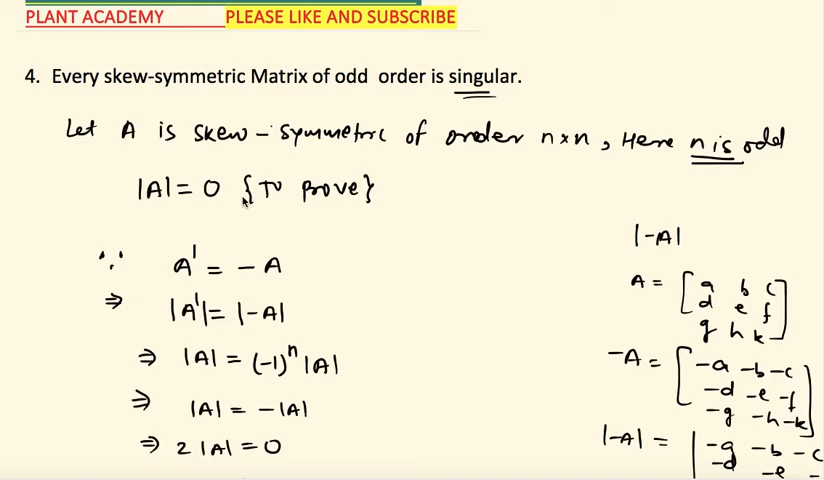 PLANT ACADEMY PLEASE LIKE AND SUBSCRIBE
4. Every skew-symmetric Matrix of odd order is singular.
Let A is skew-symmetric of order n×n, Here n is odd
|A| = 0 {To prove}
∵ A' = -A
⇒ |A'| = |-A|
⇒ |A| = (-1)ⁿ |A|
⇒ |A| = -|A|
⇒ 2|A| = 0
|-A|
A = [a b c
d e f
g h k]
-A = [-a -b -c
-d -e -f
-g -h -k]
|-A| = |-a -b -c
-d -e -